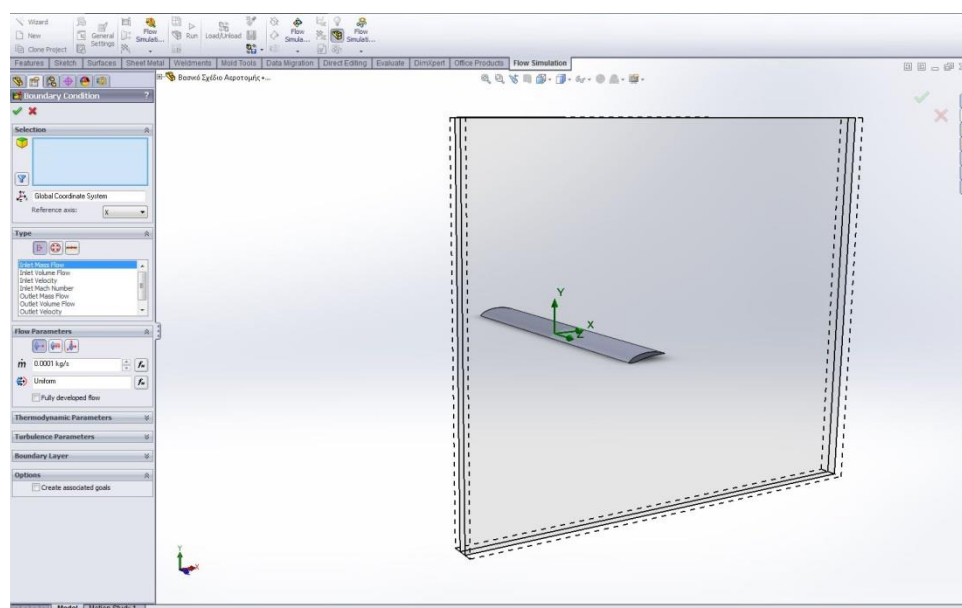 Wizard
New
Clone Project
General Settings
Flow Simulati...
Run
Load/Unload
Flow Simula...
Flow Simulati...
Features Sketch Surfaces Sheet Metal Weldments Mold Tools Data Migration Direct Editing Evaluate DimXpert Office Products Flow Simulation
Βασικό Σχέδιο Αεροτομής <...
Boundary Condition ?
Selection
Global Coordinate System
Reference axis: X
Type
Inlet Mass Flow
Inlet Volume Flow
Inlet Velocity
Inlet Mach Number
Outlet Mass Flow
Outlet Volume Flow
Outlet Velocity
Flow Parameters
ṁ 0.0001 kg/s
Uniform
Fully developed flow
Thermodynamic Parameters
Turbulence Parameters
Boundary Layer
Options
Create associated goals
Y
X
Z
Y
X
Model Motion Study 1